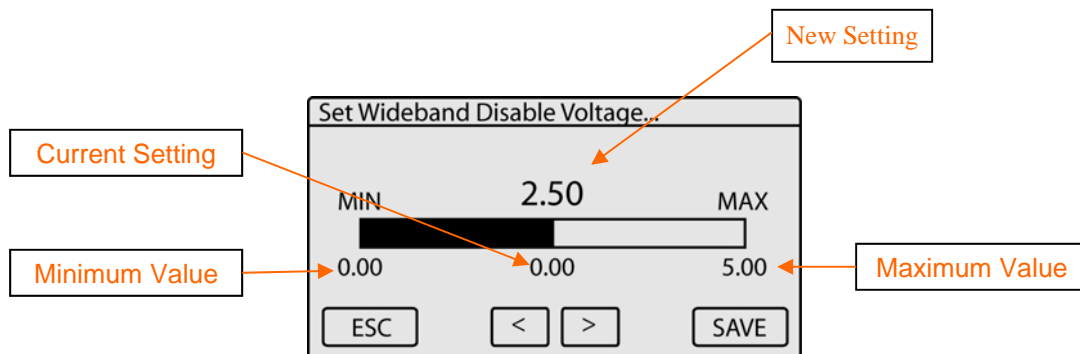 New Setting
Set Wideband Disable Voltage...
Current Setting
2.50
MIN
MAX
Minimum Value
0.00
0.00
5.00
Maximum Value
ESC
<
>
SAVE